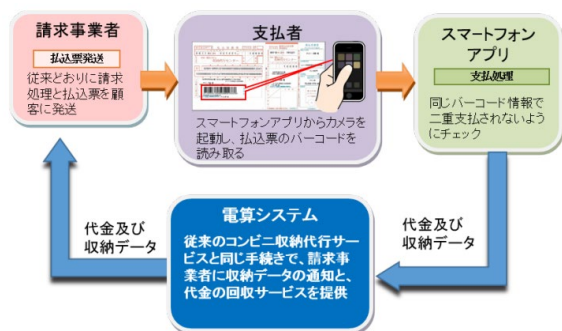 請求事業者
払込票発送
従来どおりに請求
処理と払込票を顧
客に発送
支払者
スマートフォンアプリからカメラを
起動し、払込票のバーコードを
読み取る
スマートフォン
アプリ
支払処理
同じバーコード情報で
二重支払されないよう
にチェック
代金及び
収納データ
電算システム
従来のコンビニ収納代行サー
ビスと同じ手続きで、請求事
業者に収納データの通知と、
代金の回収サービスを提供
代金及び
収納データ